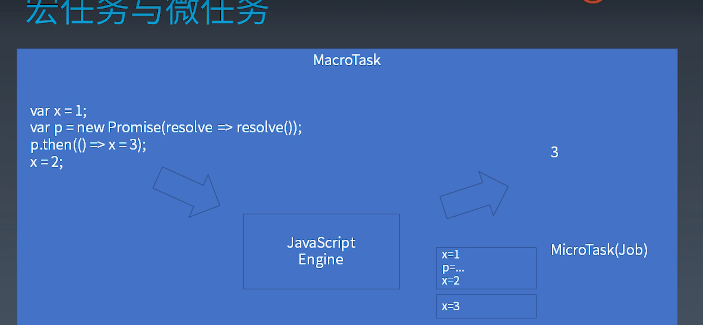 宏任务与微任务
MacroTask
var x = 1;
var p = new Promise(resolve => resolve());
p.then(() => x = 3);
x = 2;
3
JavaScript
Engine
MicroTask(Job)
x=1
p=...
x=2
x=3